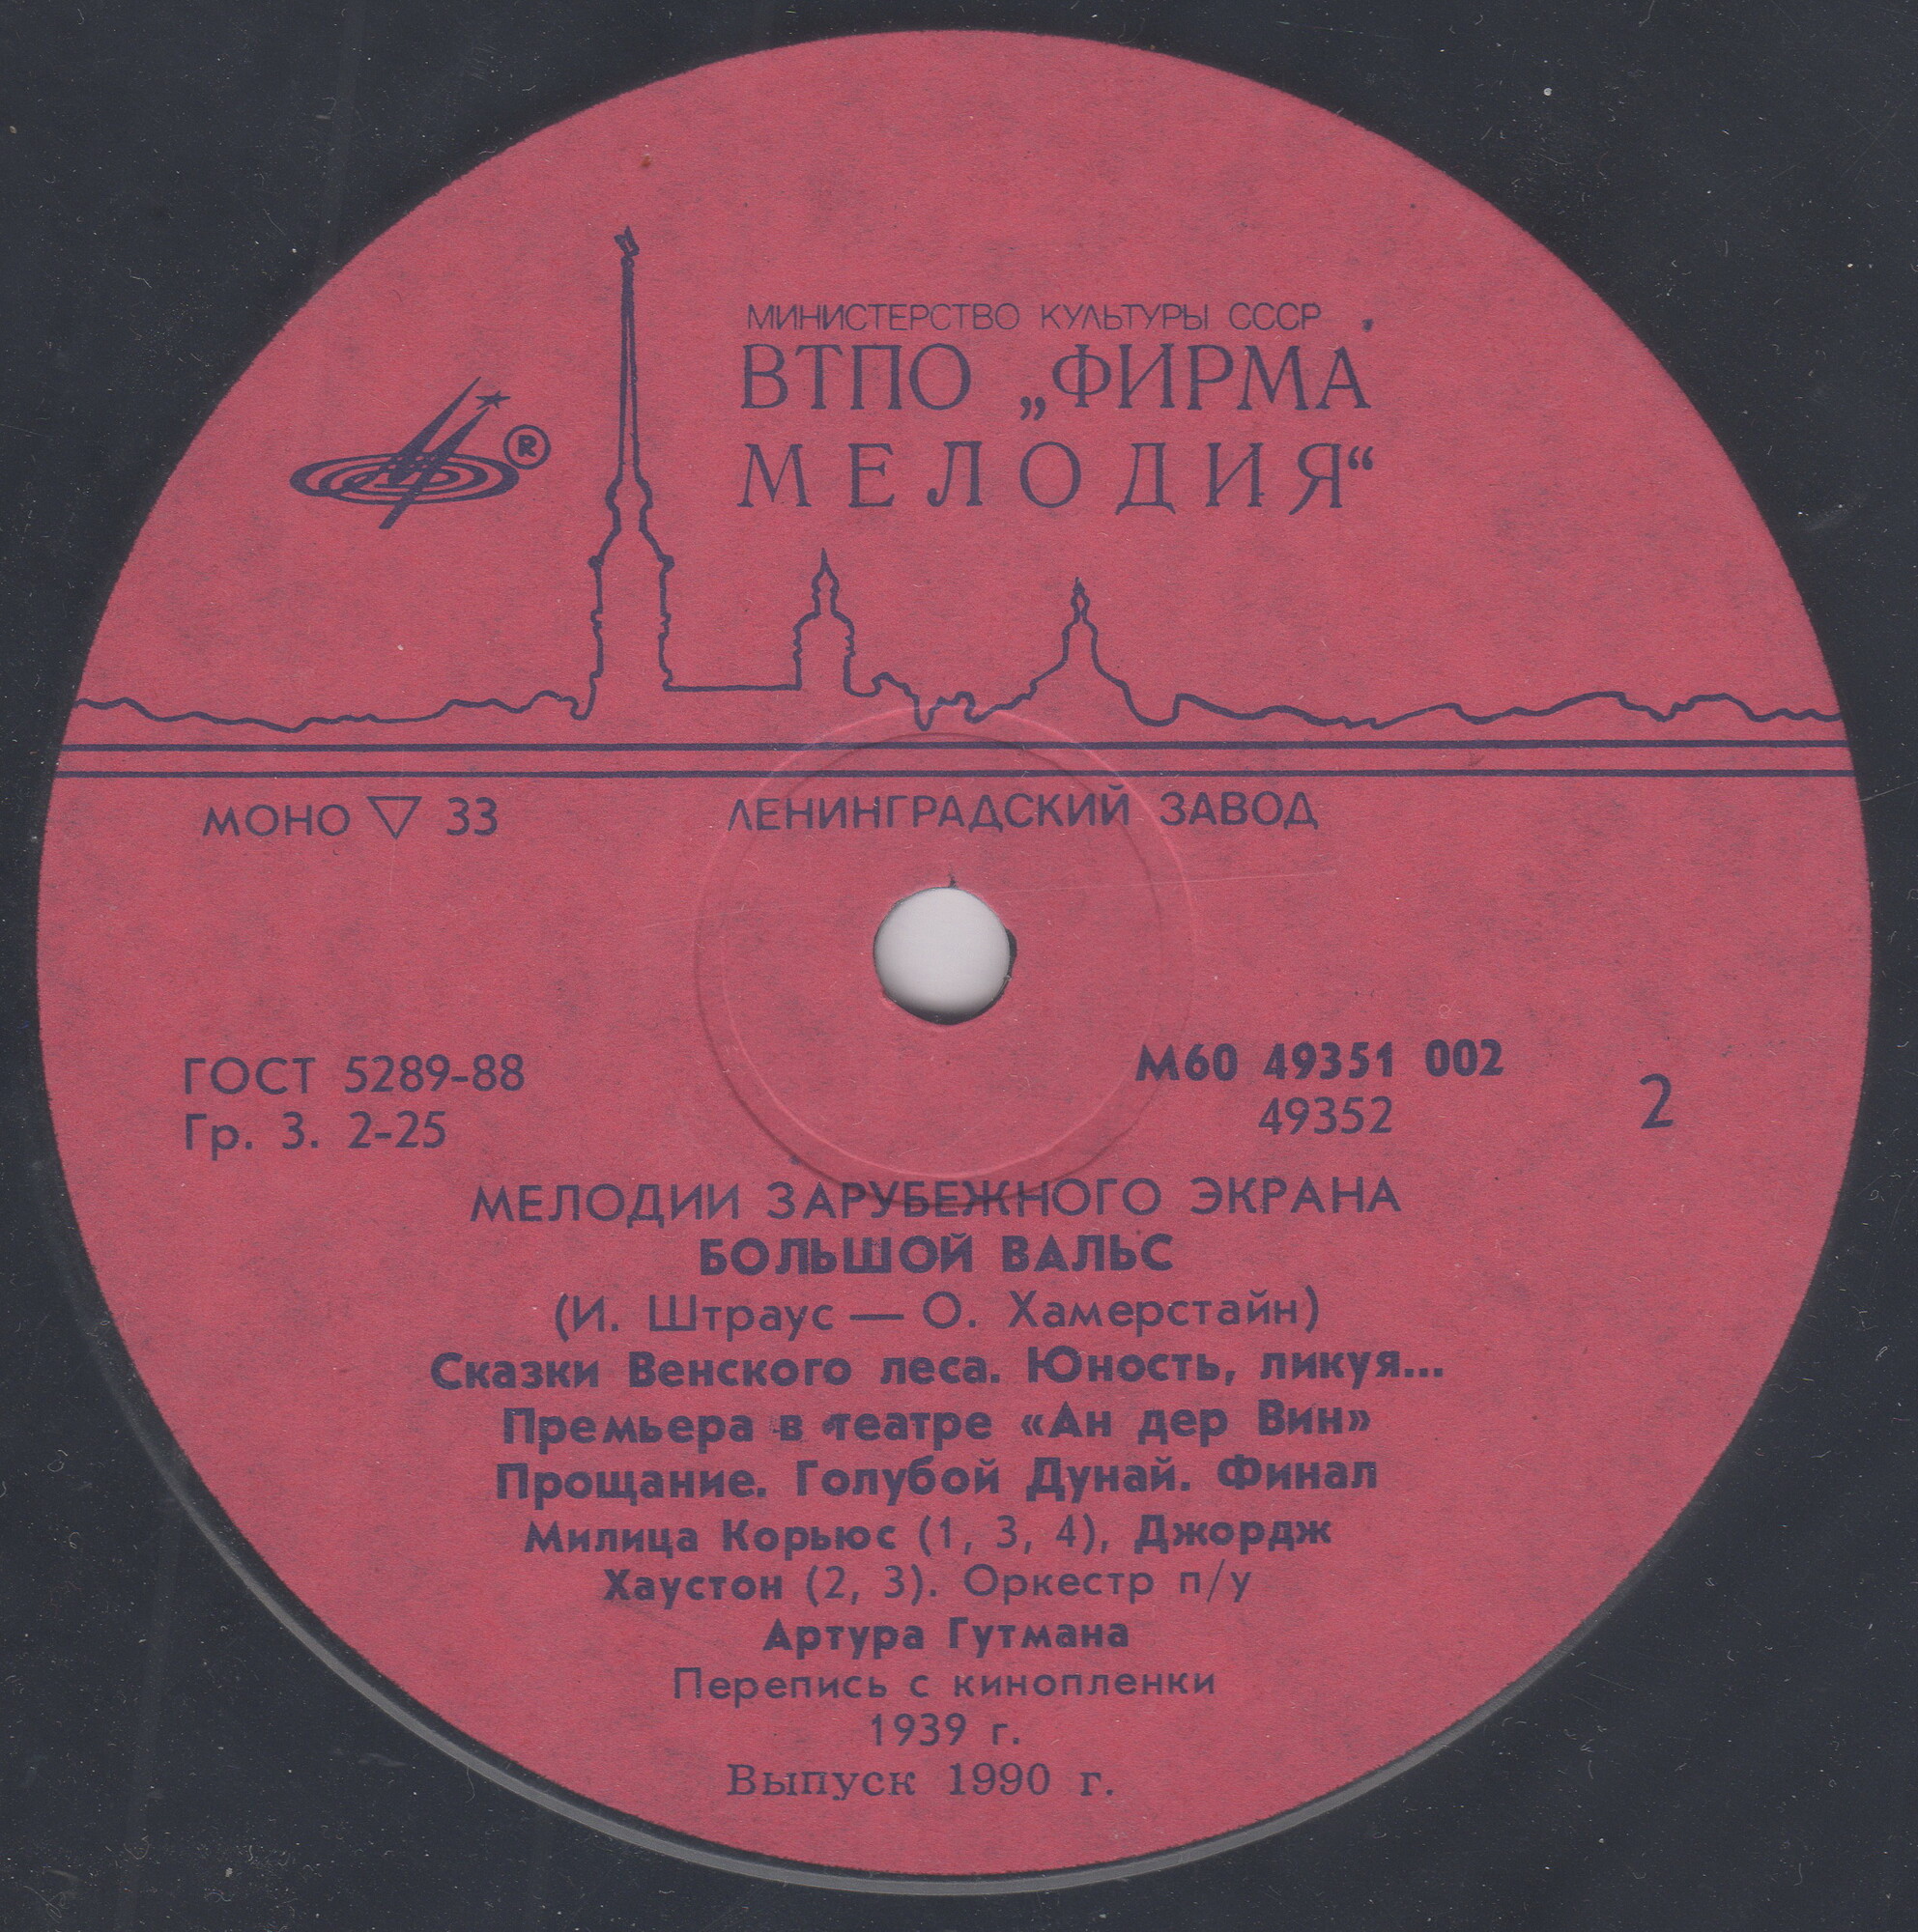 МИНИСТЕРСТВО КУЛЬТУРЫ СССР
ВТПО „ФИРМА
МЕЛОДИЯ“
®
МОНО ▽ 33
ЛЕНИНГРАДСКИЙ ЗАВОД
ГОСТ 5289-88
Гр. 3. 2-25
М60 49351 002
49352
2
МЕЛОДИИ ЗАРУБЕЖНОГО ЭКРАНА
БОЛЬШОЙ ВАЛЬС
(И. Штраус — О. Хамерстайн)
Сказки Венского леса. Юность, ликуя...
Премьера в театре «Ан дер Вин»
Прощание. Голубой Дунай. Финал
Милица Корьюс (1, 3, 4), Джордж
Хаустон (2, 3). Оркестр п/у
Артура Гутмана
Перепись с кинопленки
1939 г.
Выпуск 1990 г.